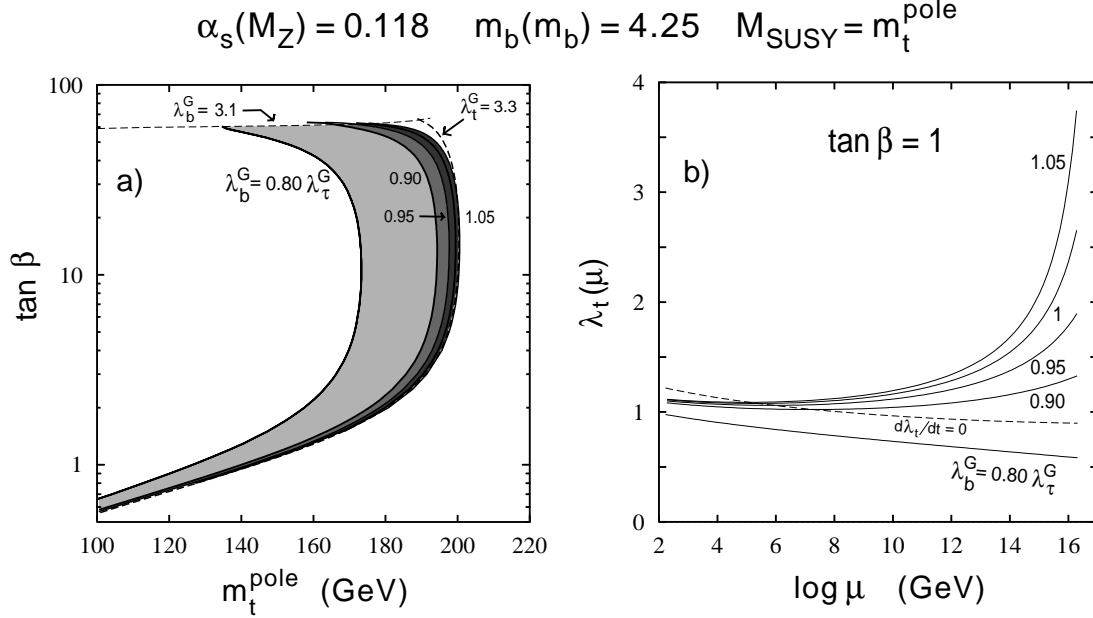 α_s(M_Z) = 0.118 m_b(m_b) = 4.25 M_SUSY = m_t^pole
a)
λ_b^G = 3.1
λ_t^G = 3.3
λ_b^G = 0.80 λ_τ^G
0.90
0.95
1.05
100
10
1
tan β
100 120 140 160 180 200 220
m_t^pole (GeV)
b)
tan β = 1
1.05
1
0.95
0.90
dλ_t/dt = 0
λ_b^G = 0.80 λ_τ^G
4
3
2
1
0
λ_t(μ)
2 4 6 8 10 12 14 16
log μ (GeV)